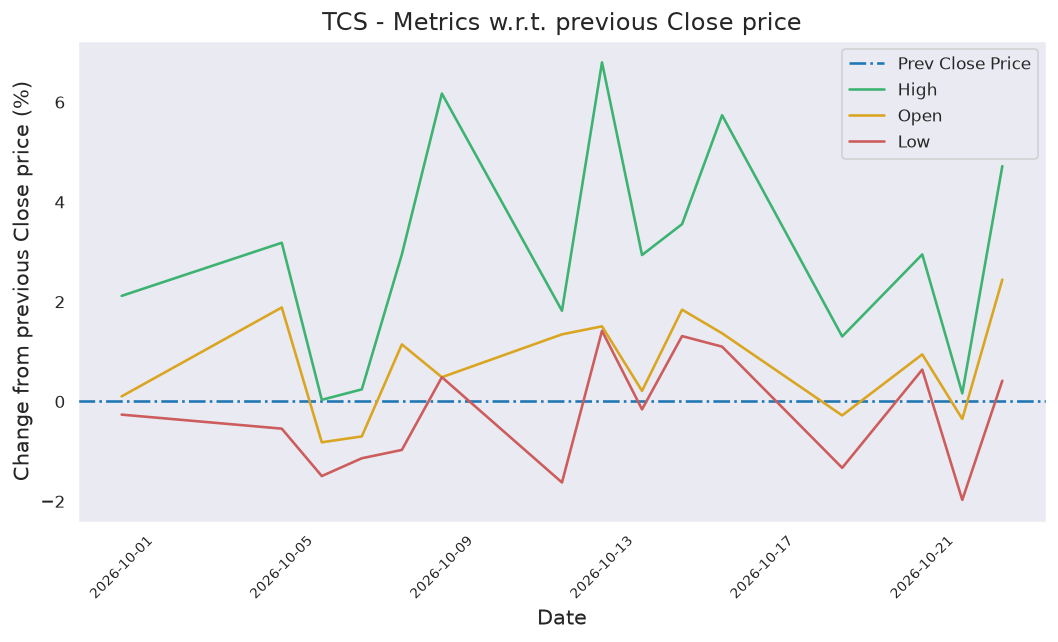 TCS - Metrics w.r.t. previous Close price
Change from previous Close price (%)
6
4
2
0
−2
Prev Close Price
High
Open
Low
2026-10-01
2026-10-05
2026-10-09
2026-10-13
2026-10-17
2026-10-21
Date